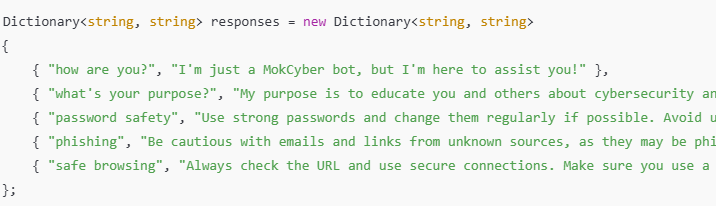 Dictionary<string, string> responses = new Dictionary<string, string>
{
    { "how are you?", "I'm just a MokCyber bot, but I'm here to assist you!" },
    { "what's your purpose?", "My purpose is to educate you and others about cybersecurity an
    { "password safety", "Use strong passwords and change them regularly if possible. Avoid u
    { "phishing", "Be cautious with emails and links from unknown sources, as they may be phi
    { "safe browsing", "Always check the URL and use secure connections. Make sure you use a
};